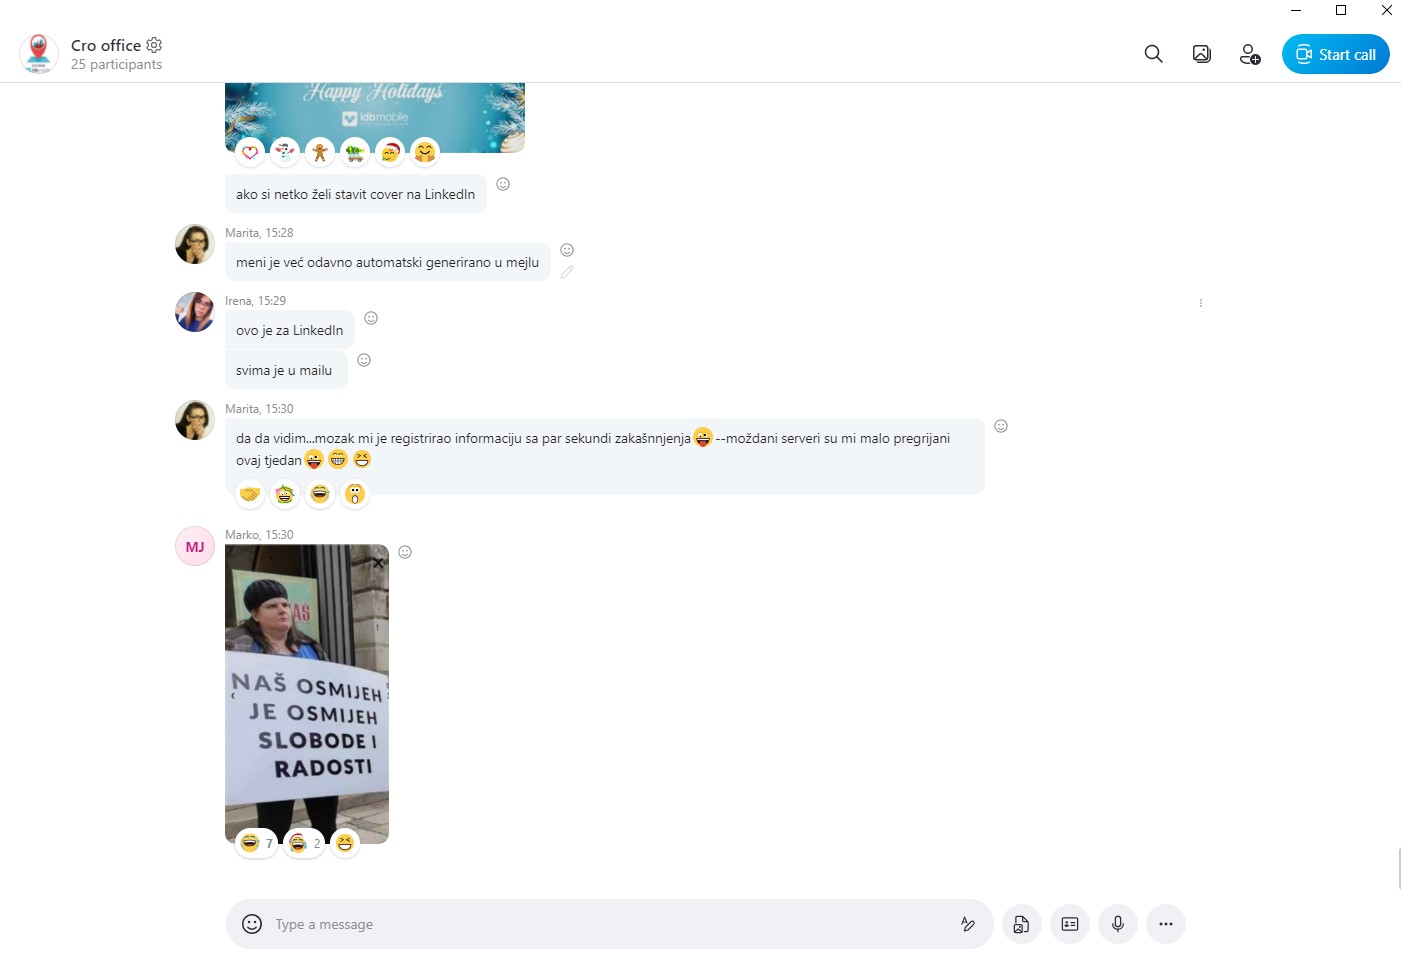 Cro office
25 participants
Start call
Happy Holidays
idbmobile
ako si netko želi stavit cover na LinkedIn
Marita, 15:28
meni je već odavno automatski generirano u mejlu
Irena, 15:29
ovo je za LinkedIn
svima je u mailu
Marita, 15:30
da da vidim...mozak mi je registrirao informaciju sa par sekundi zakašnnjenja😜--moždani serveri su mi malo pregrijani
ovaj tjedan😜😁😆
MJ
Marko, 15:30
AŠ
NAŠ OSMIJEH
JE OSMIJEH
SLOBODE I
RADOSTI
7
2
Type a message